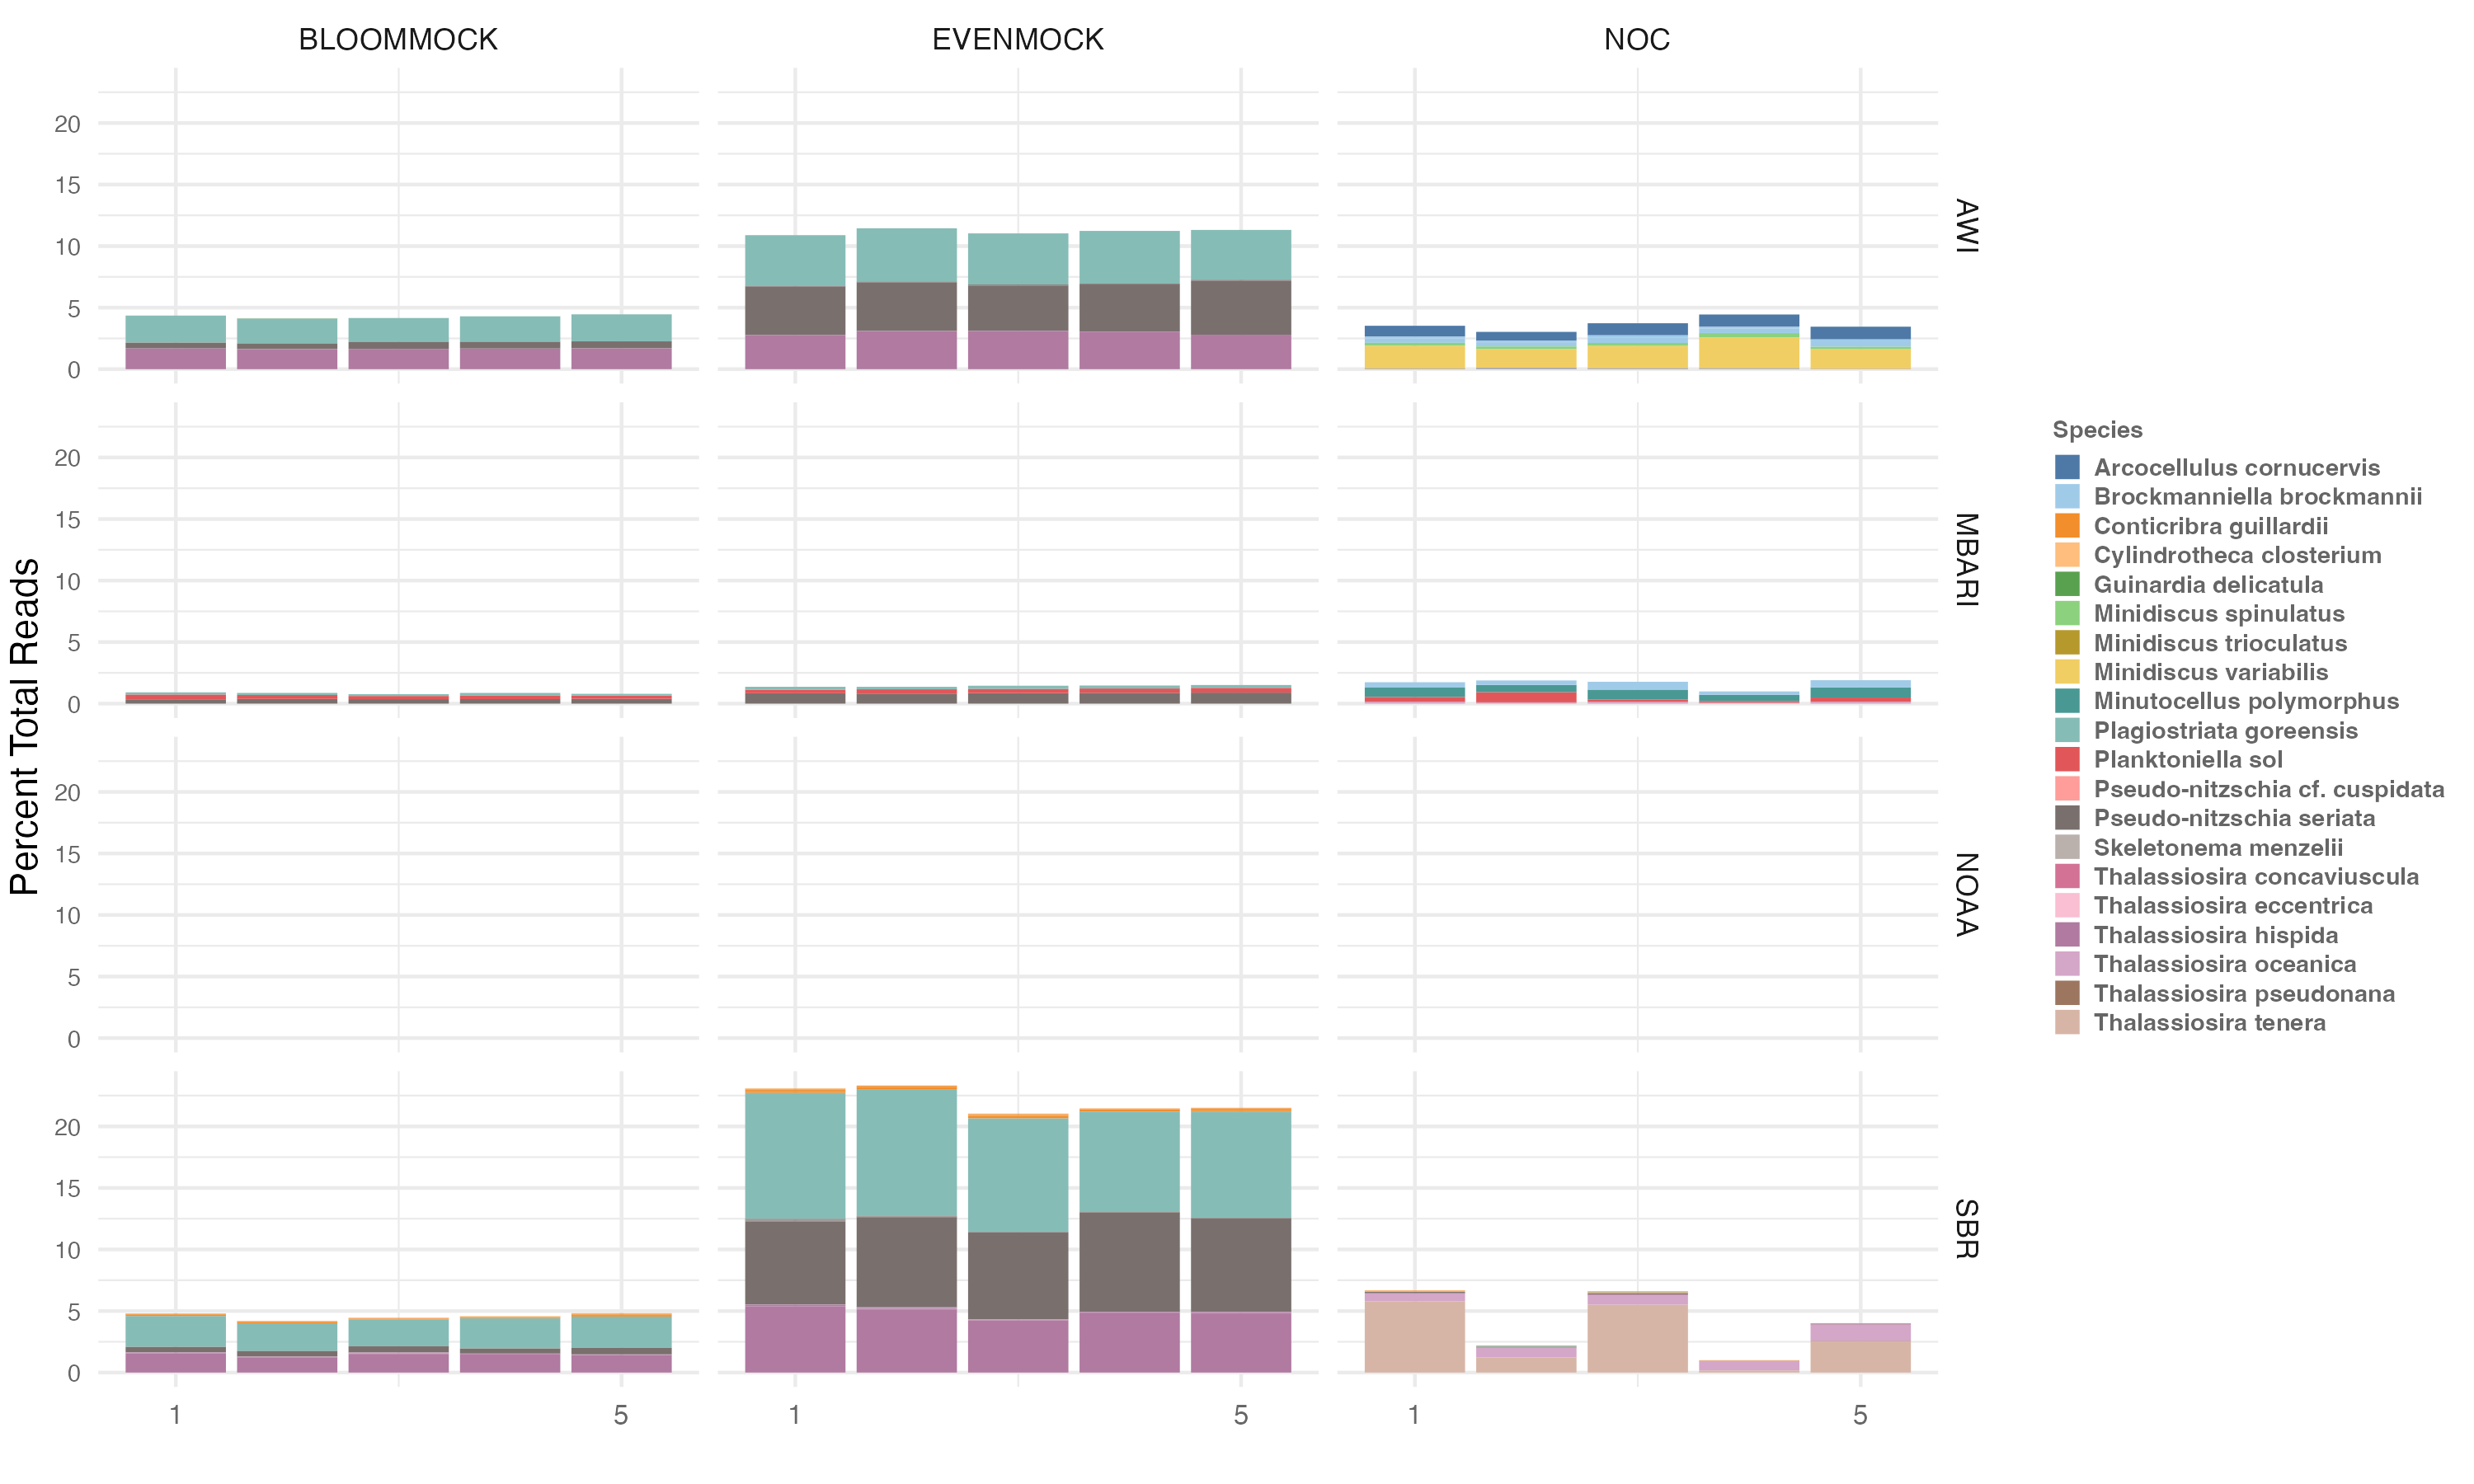 BLOOMMOCK EVENMOCK NOC
20
15
10
5
0
AWI
20
15
10
5
0
MBARI
20
15
10
5
0
NOAA
20
15
10
5
0
SBR
1 5 1 5 1 5
Percent Total Reads
Species
Arcocellulus cornucervis
Brockmanniella brockmannii
Conticribra guillardii
Cylindrotheca closterium
Guinardia delicatula
Minidiscus spinulatus
Minidiscus trioculatus
Minidiscus variabilis
Minutocellus polymorphus
Plagiostriata goreensis
Planktoniella sol
Pseudo-nitzschia cf. cuspidata
Pseudo-nitzschia seriata
Skeletonema menzelii
Thalassiosira concaviuscula
Thalassiosira eccentrica
Thalassiosira hispida
Thalassiosira oceanica
Thalassiosira pseudonana
Thalassiosira tenera